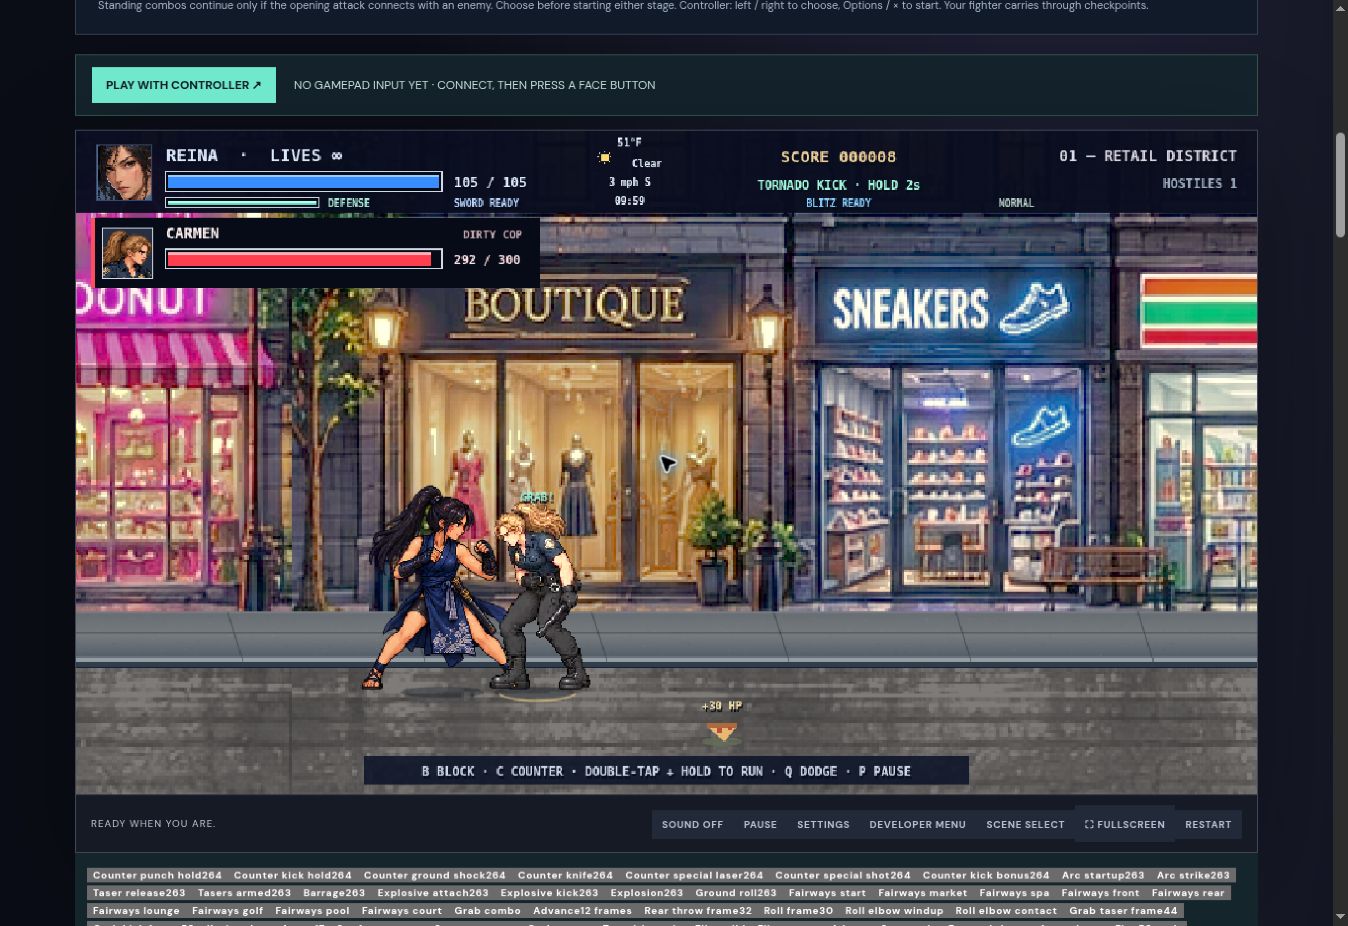 Standing combos continue only if the opening attack connects with an enemy. Choose before starting either stage. Controller: left / right to choose, Options / × to start. Your fighter carries through checkpoints.
PLAY WITH CONTROLLER ↗ NO GAMEPAD INPUT YET · CONNECT, THEN PRESS A FACE BUTTON
REINA · LIVES ∞
105 / 105
DEFENSE SWORD READY
51°F
Clear
3 mph S
09:59
SCORE 000008
TORNADO KICK · HOLD 2s
BLITZ READY
NORMAL
01 — RETAIL DISTRICT
HOSTILES 1
CARMEN DIRTY COP
292 / 300
DONUT
BOUTIQUE
SNEAKERS
GRAB!
+30 HP
B BLOCK · C COUNTER · DOUBLE-TAP + HOLD TO RUN · Q DODGE · P PAUSE
READY WHEN YOU ARE.
SOUND OFF PAUSE SETTINGS DEVELOPER MENU SCENE SELECT ⛶ FULLSCREEN RESTART
Counter punch hold264 Counter kick hold264 Counter ground shock264 Counter knife264 Counter special laser264 Counter special shot264 Counter kick bonus264 Arc startup263 Arc strike263
Taser release263 Tasers armed263 Barrage263 Explosive attach263 Explosive kick263 Explosion263 Ground roll263 Fairways start Fairways market Fairways spa Fairways front Fairways rear
Fairways lounge Fairways golf Fairways pool Fairways court Grab combo Advance12 frames Rear throw frame32 Roll frame30 Roll elbow windup Roll elbow contact Grab taser frame44